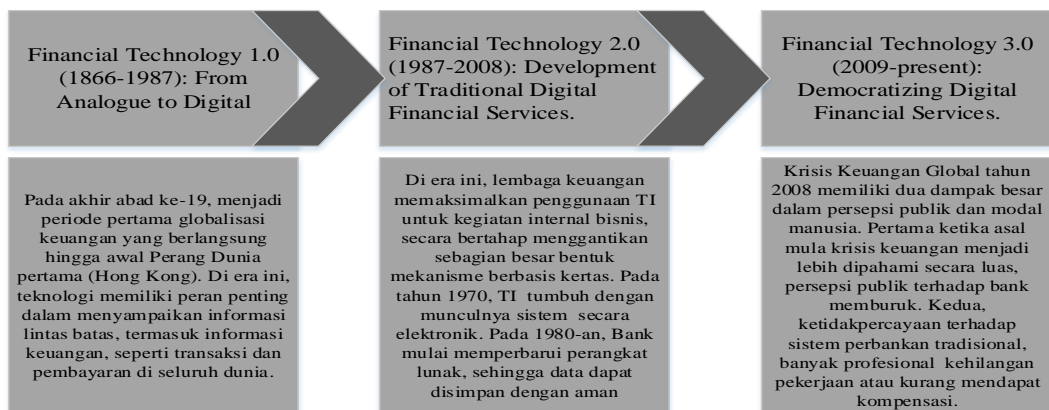 Financial Technology 1.0
(1866-1987): From
Analogue to Digital
Financial Technology 2.0
(1987-2008): Development
of Traditional Digital
Financial Services.
Financial Technology 3.0
(2009-present):
Democratizing Digital
Financial Services.
Pada akhir abad ke-19, menjadi
periode pertama globalisasi
keuangan yang berlangsung
hingga awal Perang Dunia
pertama (Hong Kong). Di era ini,
teknologi memiliki peran penting
dalam menyampaikan informasi
lintas batas, termasuk informasi
keuangan, seperti transaksi dan
pembayaran di seluruh dunia.
Di era ini, lembaga keuangan
memaksimalkan penggunaan TI
untuk kegiatan internal bisnis,
secara bertahap menggantikan
sebagian besar bentuk
mekanisme berbasis kertas. Pada
tahun 1970, TI tumbuh dengan
munculnya sistem secara
elektronik. Pada 1980-an, Bank
mulai memperbarui perangkat
lunak, sehingga data dapat
disimpan dengan aman
Krisis Keuangan Global tahun
2008 memiliki dua dampak besar
dalam persepsi publik dan modal
manusia. Pertama ketika asal
mula krisis keuangan menjadi
lebih dipahami secara luas,
persepsi publik terhadap bank
memburuk. Kedua,
ketidakpercayaan terhadap
sistem perbankan tradisional,
banyak profesional kehilangan
pekerjaan atau kurang mendapat
kompensasi.